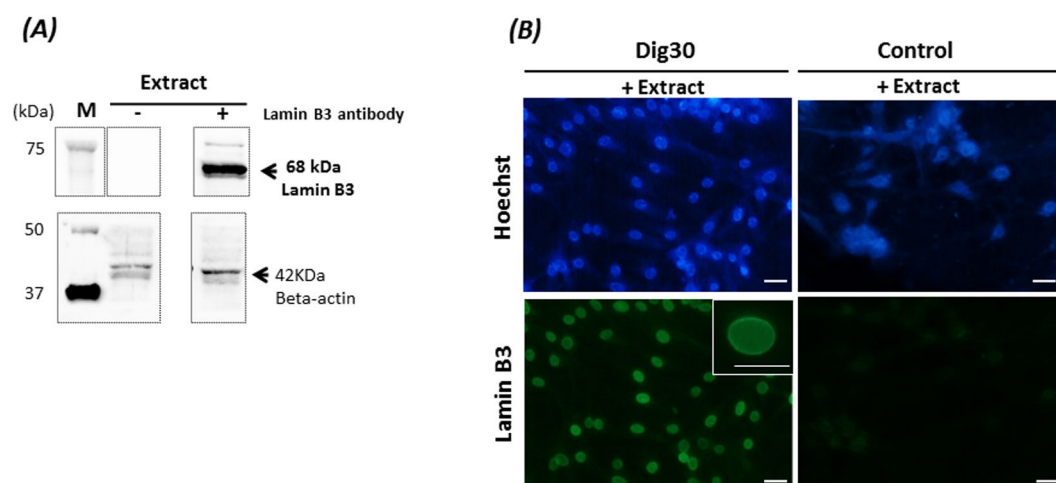 (A)
Extract
(kDa) M - + Lamin B3 antibody
75
68 kDa
Lamin B3
50
42KDa
Beta-actin
37
(B)
Dig30 Control
+ Extract + Extract
Hoechst
Lamin B3